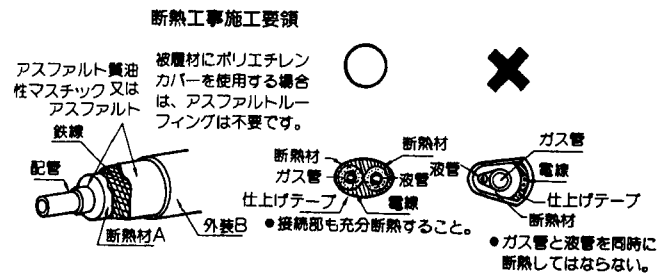 断熱工事施工要領
アスファルト質油
性マスチック又は
アスファルト
被履材にポリエチレン
カバーを使用する場合
は、アスファルトルー
フィングは不要です。
鉄線
配管
断熱材A
外装B
断熱材
断熱材
ガス管
液管
仕上げテープ
電線
●接続部も充分断熱すること。
ガス管
液管
電線
仕上げテープ
断熱材
●ガス管と液管を同時に
断熱してはならない。